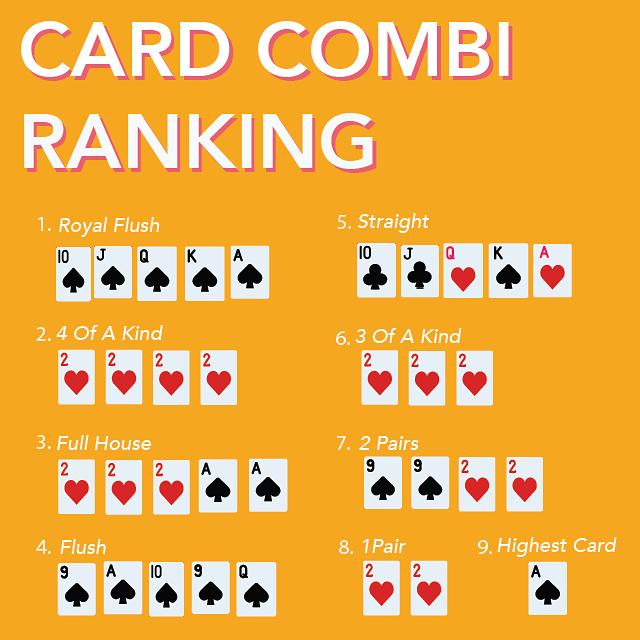 CARD COMBI
RANKING
1. Royal Flush
10 J Q K A
2. 4 Of A Kind
2 2 2 2
3. Full House
2 2 2 A A
4. Flush
9 A 10 9 Q
5. Straight
10 J Q K A
6. 3 Of A Kind
2 2 2
7. 2 Pairs
9 9 2 2
8. 1Pair
2 2
9. Highest Card
A